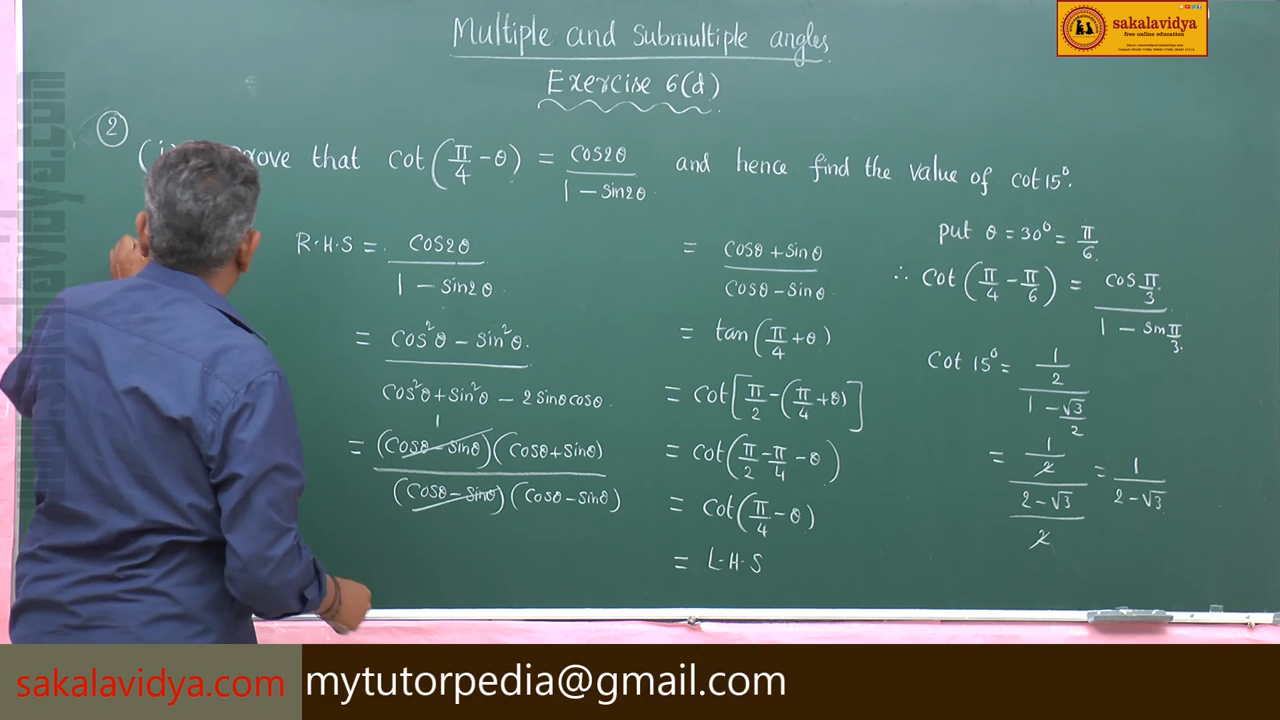 Multiple and submultiple angles
Exercise 6(d)
sakalavidya
free online education
2
that cot(π/4 - θ) = cos2θ / 1 - sin2θ and hence find the value of cot15°.
R.H.S = cos2θ / 1 - sin2θ
= cos²θ - sin²θ / cos²θ + sin²θ - 2 sinθ cosθ
1
= (cosθ - sinθ)(cosθ + sinθ) / (cosθ - sinθ)(cosθ - sinθ)
= cosθ + sinθ / cosθ - sinθ
= tan(π/4 + θ)
= cot[π/2 - (π/4 + θ)]
= cot(π/2 - π/4 - θ)
= cot(π/4 - θ)
= L.H.S
put θ = 30° = π/6
∴ cot(π/4 - π/6) = cos π/3 / 1 - sin π/3
cot 15° = 1/2 / 1 - √3/2
= 1/2 / 2 - √3/2 = 1 / 2 - √3
sakalavidya.com
mytutorpedia@gmail.com